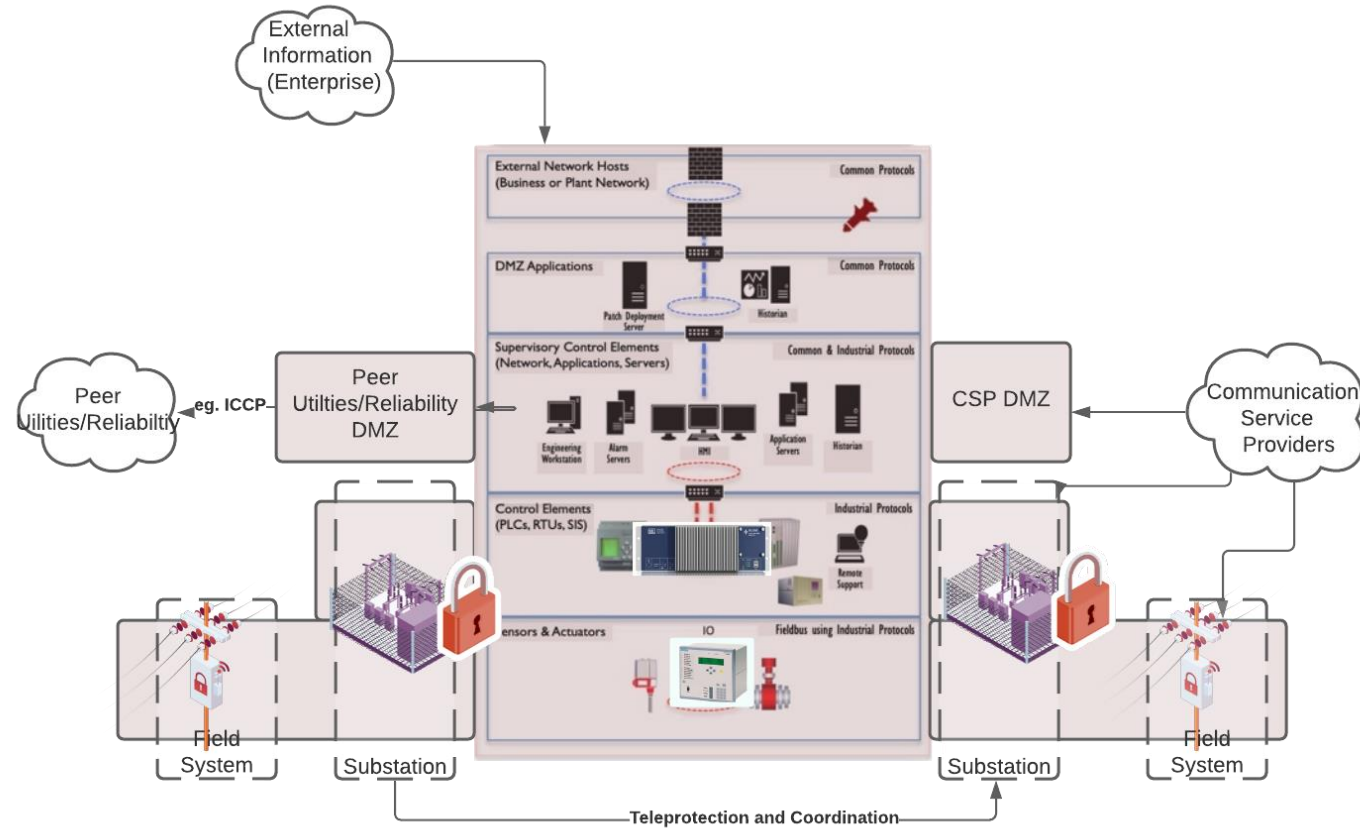 External
Information
(Enterprise)
External Network Hosts
(Business or Plant Network)
Common Protocols
DMZ Applications
Common Protocols
Patch Deployment
Server
Historian
Supervisory Control Elements
(Network, Applications, Servers)
Common & Industrial Protocols
Engineering
Workstation
Alarm
Servers
HMI
Application
Servers
Historian
Peer
Uilities/Reliabiltiy
eg. ICCP
Peer
Utilties/Reliability
DMZ
CSP DMZ
Communication
Service
Providers
Control Elements
(PLCs, RTUs, SIS)
Industrial Protocols
Remote
Support
ensors & Actuators
IO
Fieldbus using Industrial Protocols
Field
System
Substation
Substation
Field
System
Teleprotection and Coordination